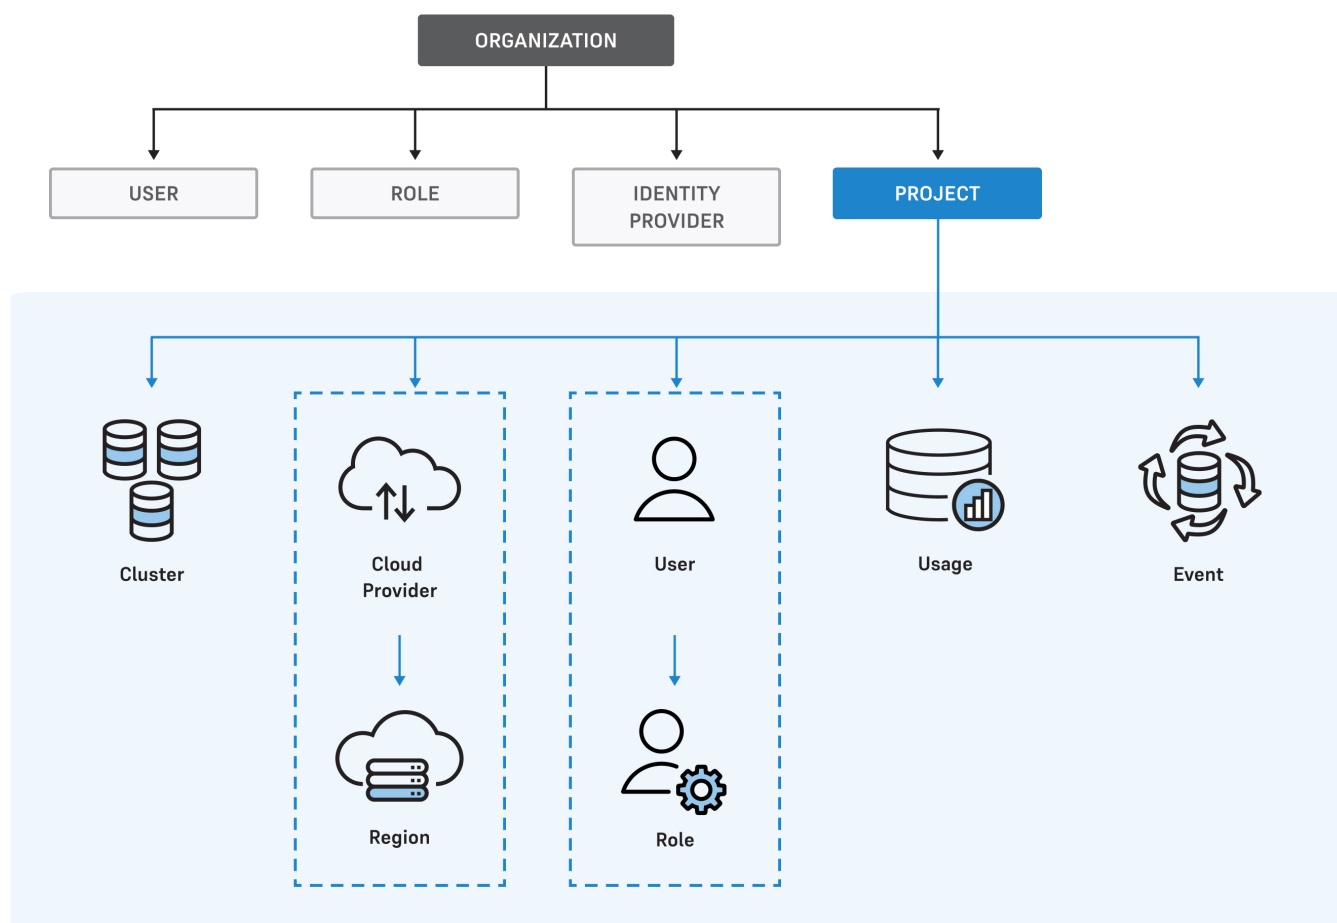 ORGANIZATION
USER
ROLE
IDENTITY
PROVIDER
PROJECT
Cluster
Cloud
Provider
User
Usage
Event
Region
Role